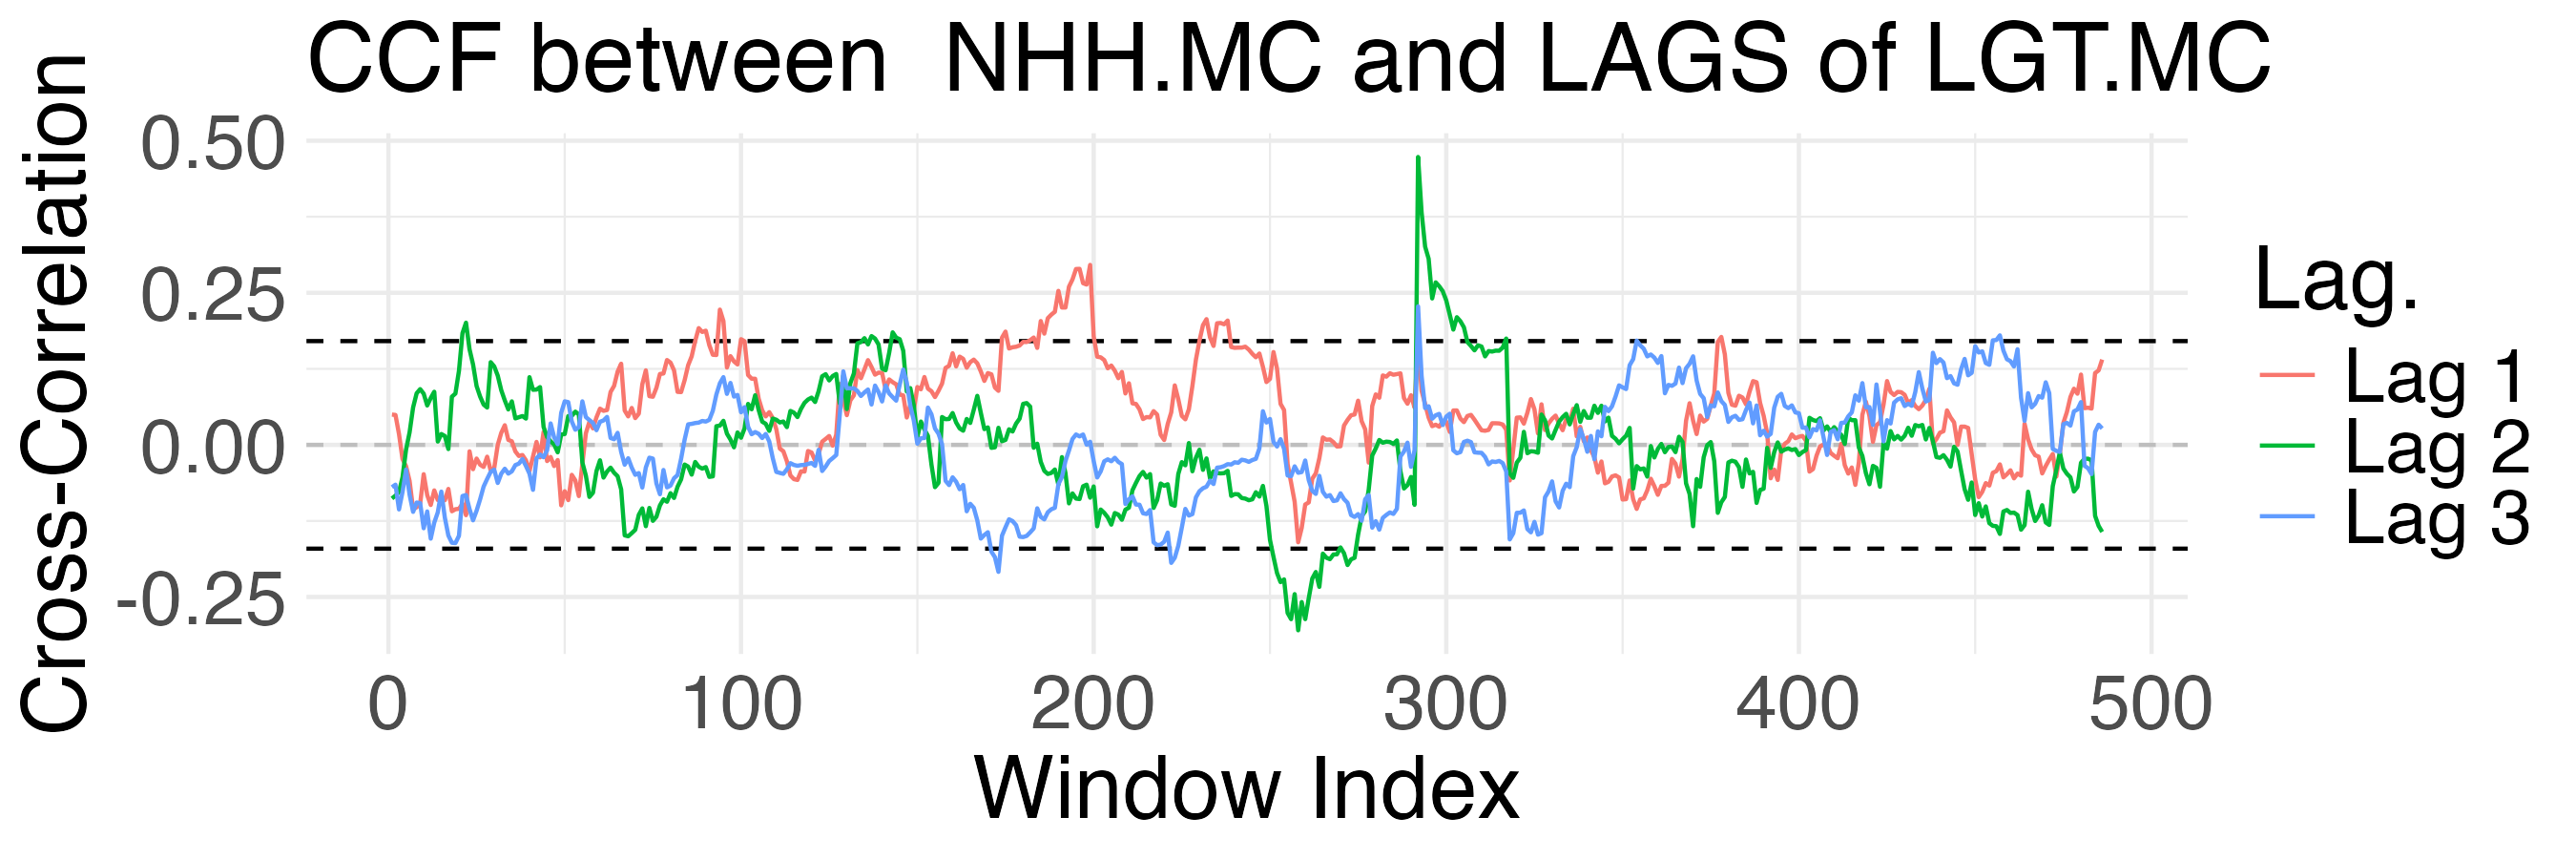 CCF between  NHH.MC and LAGS of LGT.MC
Cross-Correlation
0.50
0.25
0.00
-0.25
0 100 200 300 400 500
Window Index
Lag.
Lag 1
Lag 2
Lag 3